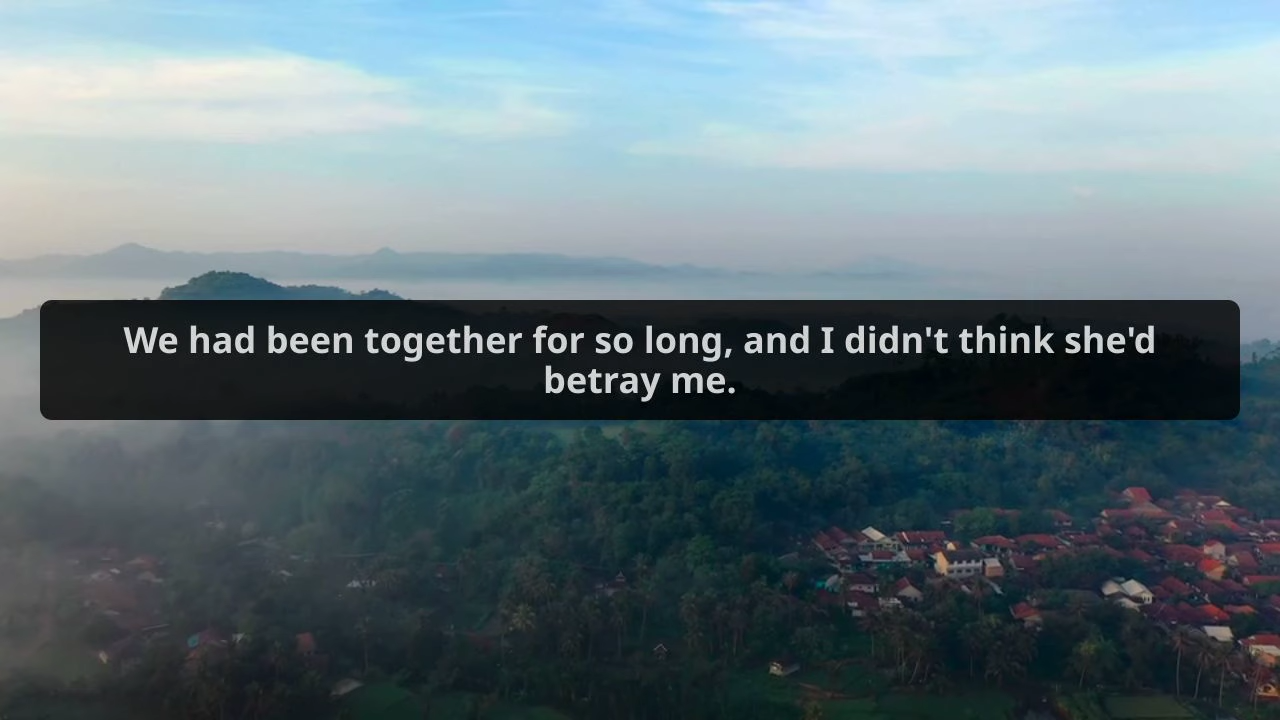 We had been together for so long, and I didn't think she'd
betray me.